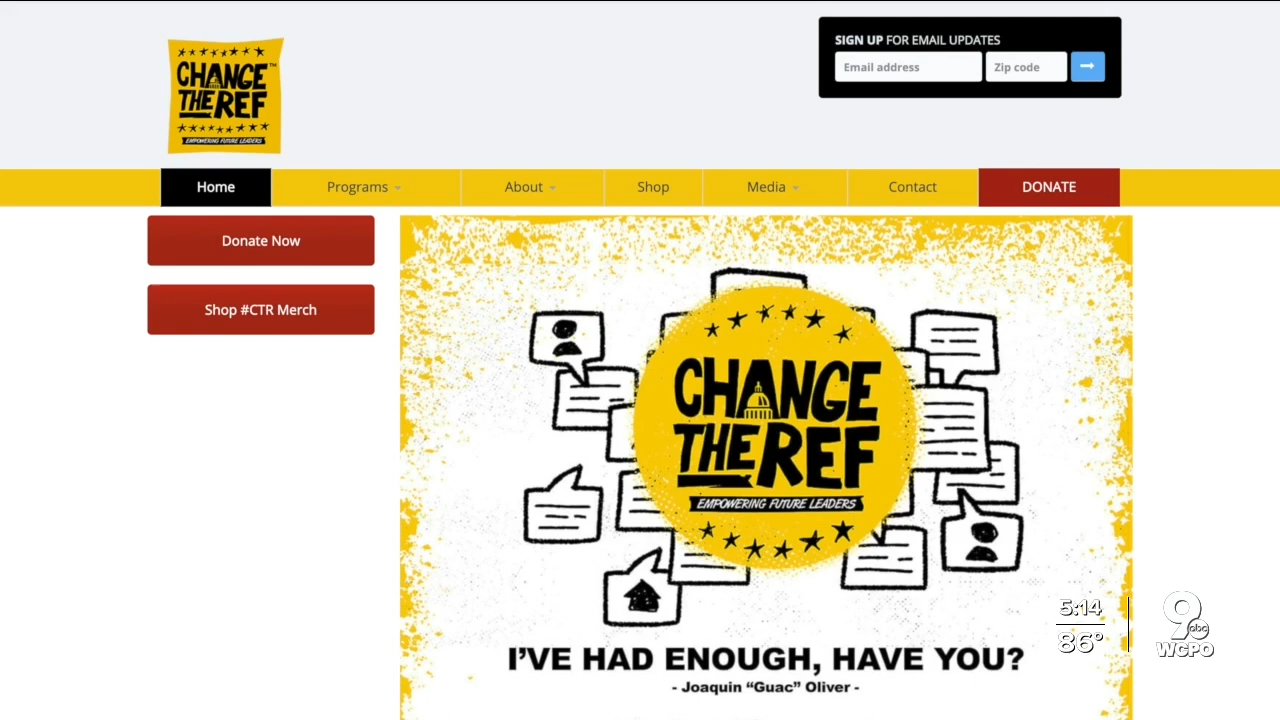 CHANGE™
THE REF
EMPOWERING FUTURE LEADERS
SIGN UP FOR EMAIL UPDATES
Email address
Zip code
Home
Programs
About
Shop
Media
Contact
DONATE
Donate Now
Shop #CTR Merch
CHANGE
THE REF
EMPOWERING FUTURE LEADERS
I'VE HAD ENOUGH, HAVE YOU?
- Joaquin “Guac” Oliver -
5:14
86°
9
abc
WCPO